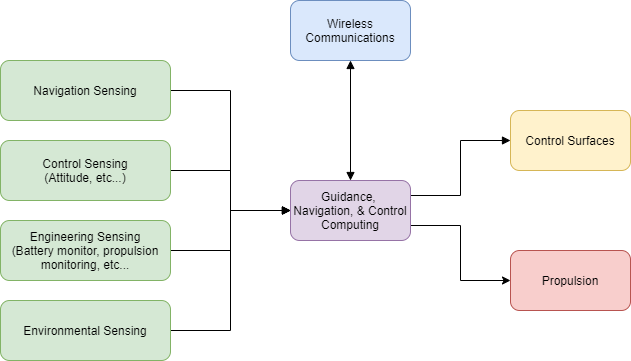 Wireless
Communications
Navigation Sensing
Control Sensing
(Attitude, etc...)
Engineering Sensing
(Battery monitor, propulsion
monitoring, etc...
Environmental Sensing
Guidance,
Navigation, & Control
Computing
Control Surfaces
Propulsion